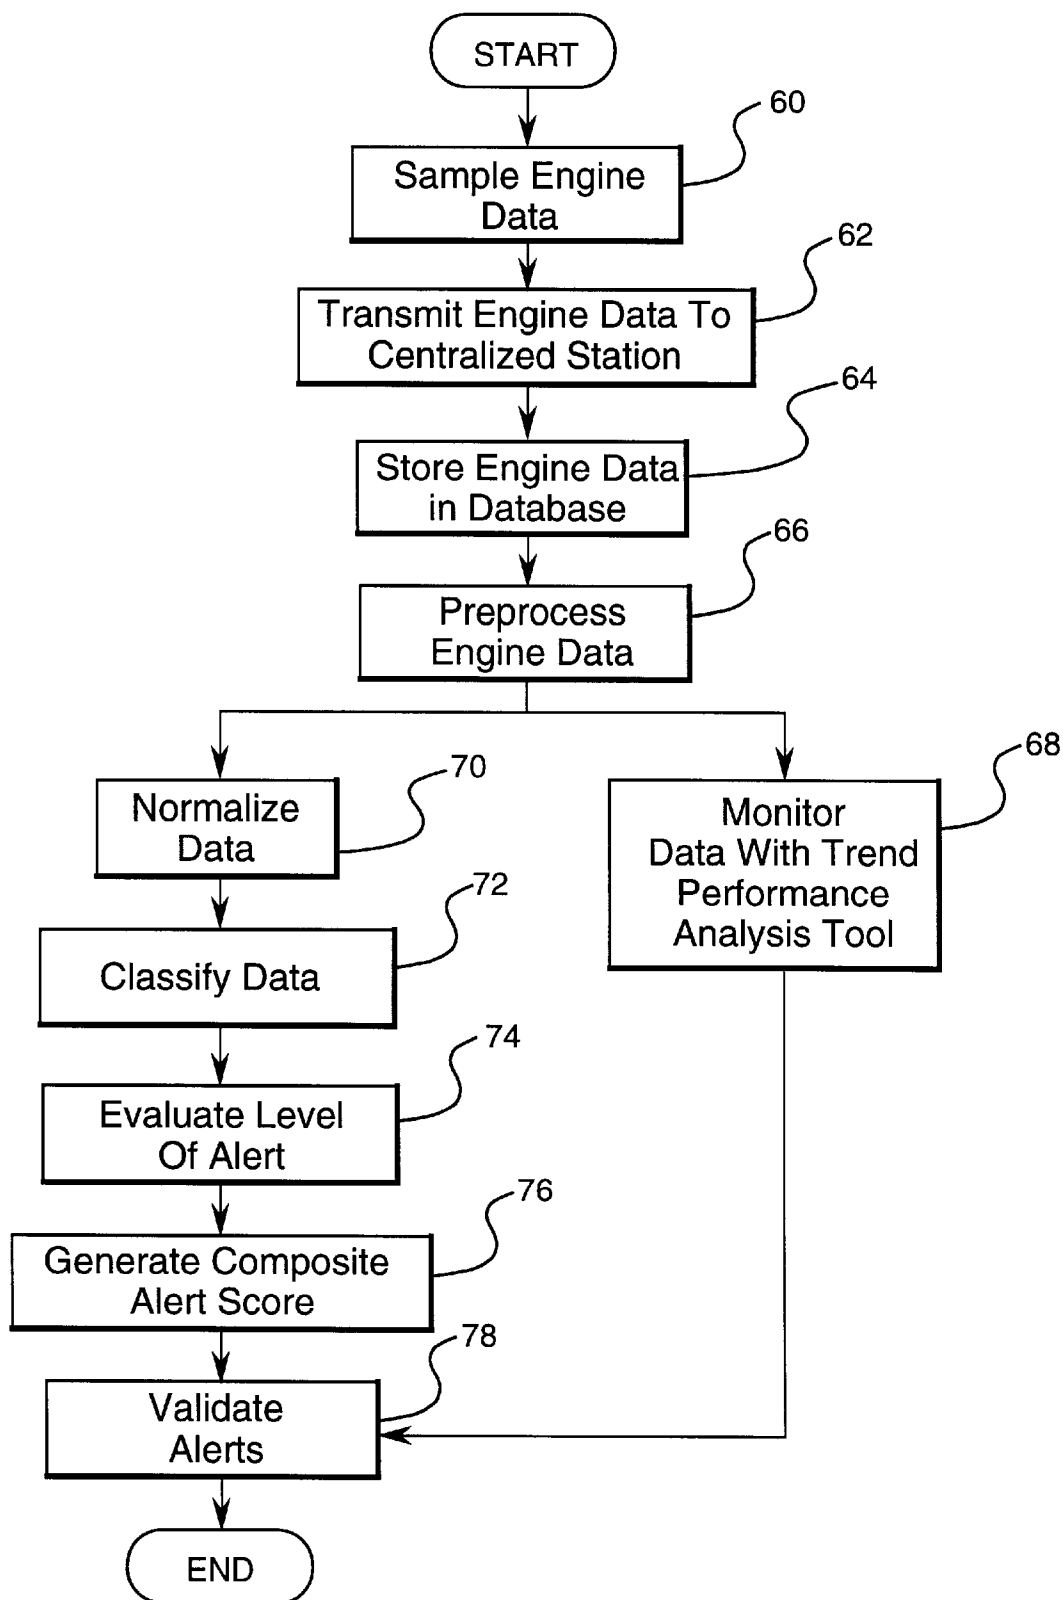 START
60
Sample Engine
Data
62
Transmit Engine Data To
Centralized Station
64
Store Engine Data
in Database
66
Preprocess
Engine Data
70
Normalize
Data
68
Monitor
Data With Trend
Performance
Analysis Tool
72
Classify Data
74
Evaluate Level
Of Alert
76
Generate Composite
Alert Score
78
Validate
Alerts
END